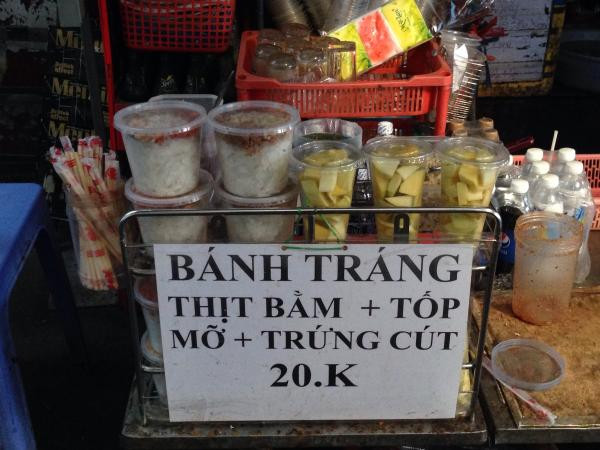 BÁNH TRÁNG
THỊT BẰM + TỐP
MỠ + TRỨNG CÚT
20.K